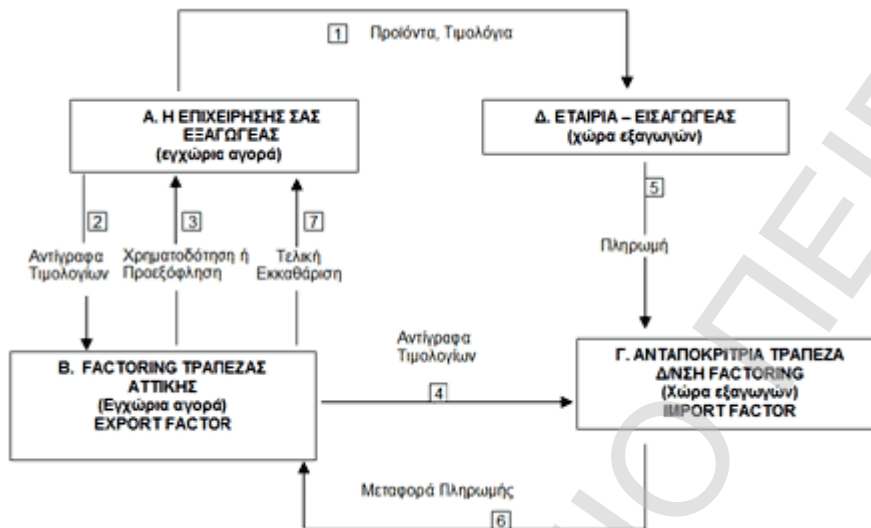 1 Προϊόντα, Τιμολόγια
Α. Η ΕΠΙΧΕΙΡΗΣΗΣ ΣΑΣ
ΕΞΑΓΩΓΕΑΣ
(εγχώρια αγορά)
Δ. ΕΤΑΙΡΙΑ – ΕΙΣΑΓΩΓΕΑΣ
(χώρα εξαγωγών)
2
3
7
5
Αντίγραφα
Τιμολογίων
Χρηματοδότηση ή
Προεξόφληση
Τελική
Εκκαθάριση
Πληρωμή
Αντίγραφα
Τιμολογίων
4
Β. FACTORING ΤΡΑΠΕΖΑΣ
ΑΤΤΙΚΗΣ
(Εγχώρια αγορά)
EXPORT FACTOR
Γ. ΑΝΤΑΠΟΚΡΙΤΡΙΑ ΤΡΑΠΕΖΑ
Δ/ΝΣΗ FACTORING
(Χώρα εξαγωγών)
IMPORT FACTOR
Μεταφορά Πληρωμής
6